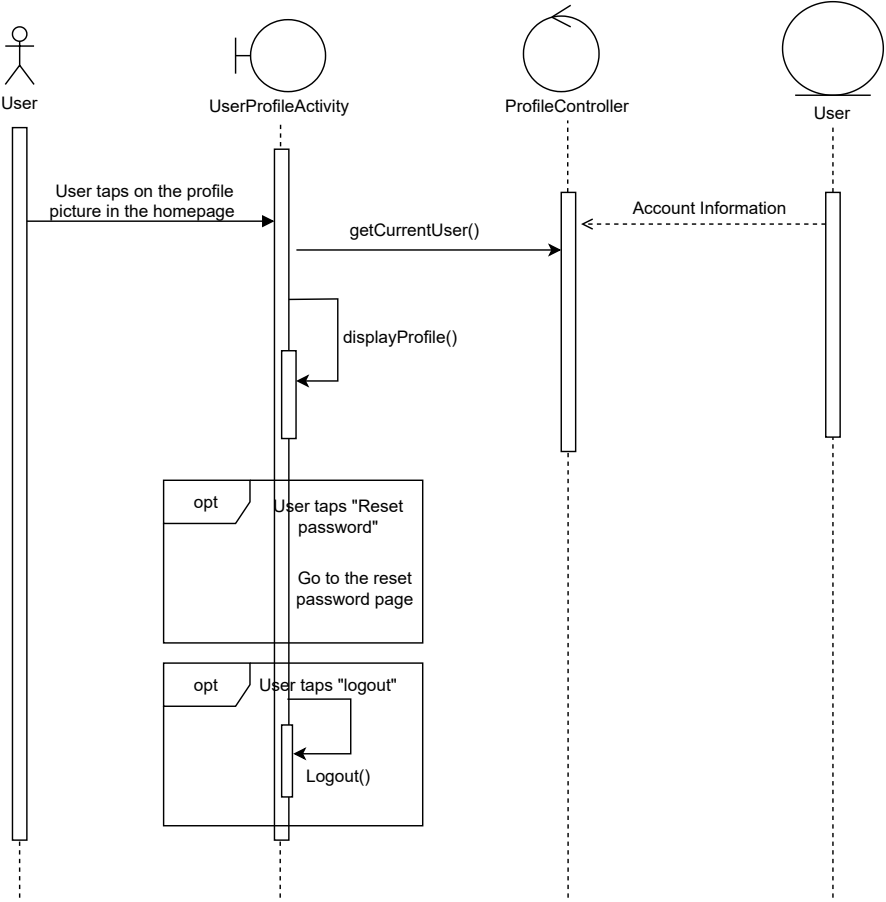 User
UserProfileActivity
ProfileController
User
User taps on the profile
picture in the homepage
Account Information
getCurrentUser()
displayProfile()
opt
User taps "Reset
password"
Go to the reset
password page
opt
User taps "logout"
Logout()